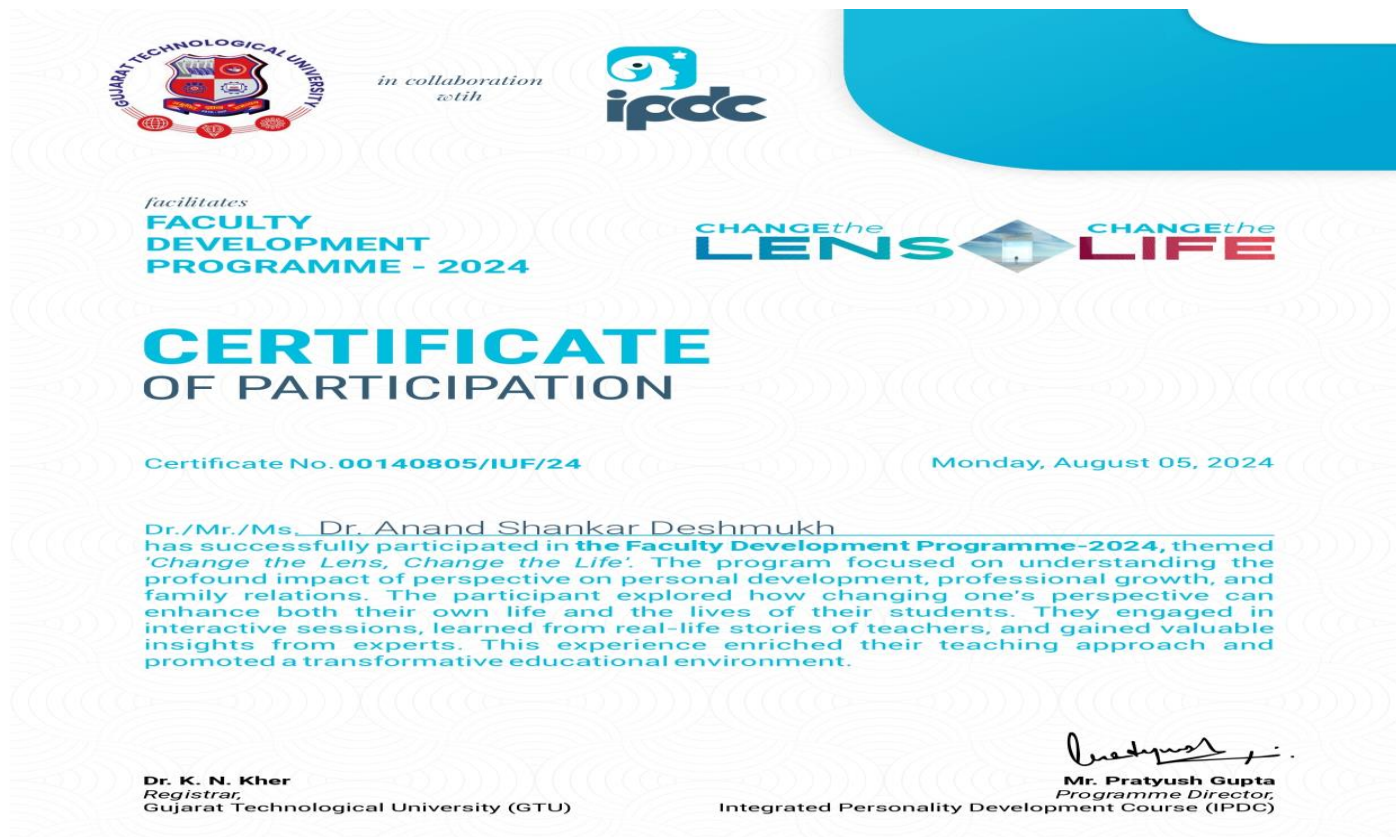 GUJARAT TECHNOLOGICAL UNIVERSITY
in collaboration
wtih
ipdc
facilitates
FACULTY
DEVELOPMENT
PROGRAMME - 2024
CHANGEthe
LENS
CHANGEthe
LIFE
CERTIFICATE
OF PARTICIPATION
Certificate No. 00140805/IUF/24
Monday, August 05, 2024
Dr./Mr./Ms. Dr. Anand Shankar Deshmukh
has successfully participated in the Faculty Development Programme-2024, themed
'Change the Lens, Change the Life'. The program focused on understanding the
profound impact of perspective on personal development, professional growth, and
family relations. The participant explored how changing one's perspective can
enhance both their own life and the lives of their students. They engaged in
interactive sessions, learned from real-life stories of teachers, and gained valuable
insights from experts. This experience enriched their teaching approach and
promoted a transformative educational environment.
Dr. K. N. Kher
Registrar,
Gujarat Technological University (GTU)
Mr. Pratyush Gupta
Programme Director,
Integrated Personality Development Course (IPDC)